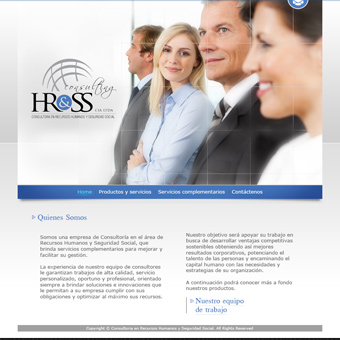 consulting
HR&SS
CONSULTORIA EN RECURSOS HUMANOS Y SEGURIDAD SOCIAL
Home Productos y servicios Servicios complementarios Contáctenos
Quienes Somos
Somos una empresa de Consultoría en el área de
Recursos Humanos y Seguridad Social, que
brinda servicios complementarios para mejorar y
facilitar su gestión.
La experiencia de nuestro equipo de consultores
le garantizan trabajos de alta calidad, servicio
personalizado, oportuno y profesional, orientado
siempre a brindar soluciones e innovaciones que
le permitan a su empresa cumplir con sus
obligaciones y optimizar al máximo sus recursos.
Nuestro objetivo será apoyar su trabajo en
busca de desarrollar ventajas competitivas
sostenibles obteniendo así mejores
resultados corporativos, potenciando el
talento de las personas y encaminando el
capital humano con las necesidades y
estrategias de su organización.
A continuación podrá conocer más a fondo
nuestros productos.
Nuestro equipo
de trabajo
Copyright © Consultoría en Recursos Humanos y Seguridad Social. All Rights Reserved